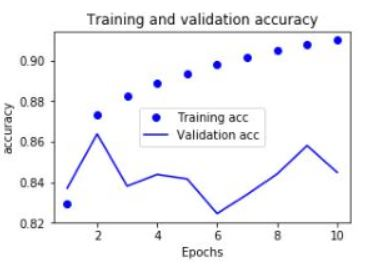 Training and validation accuracy
0.90
0.88
0.86
0.84
0.82
accuracy
Training acc
Validation acc
2 4 6 8 10
Epochs